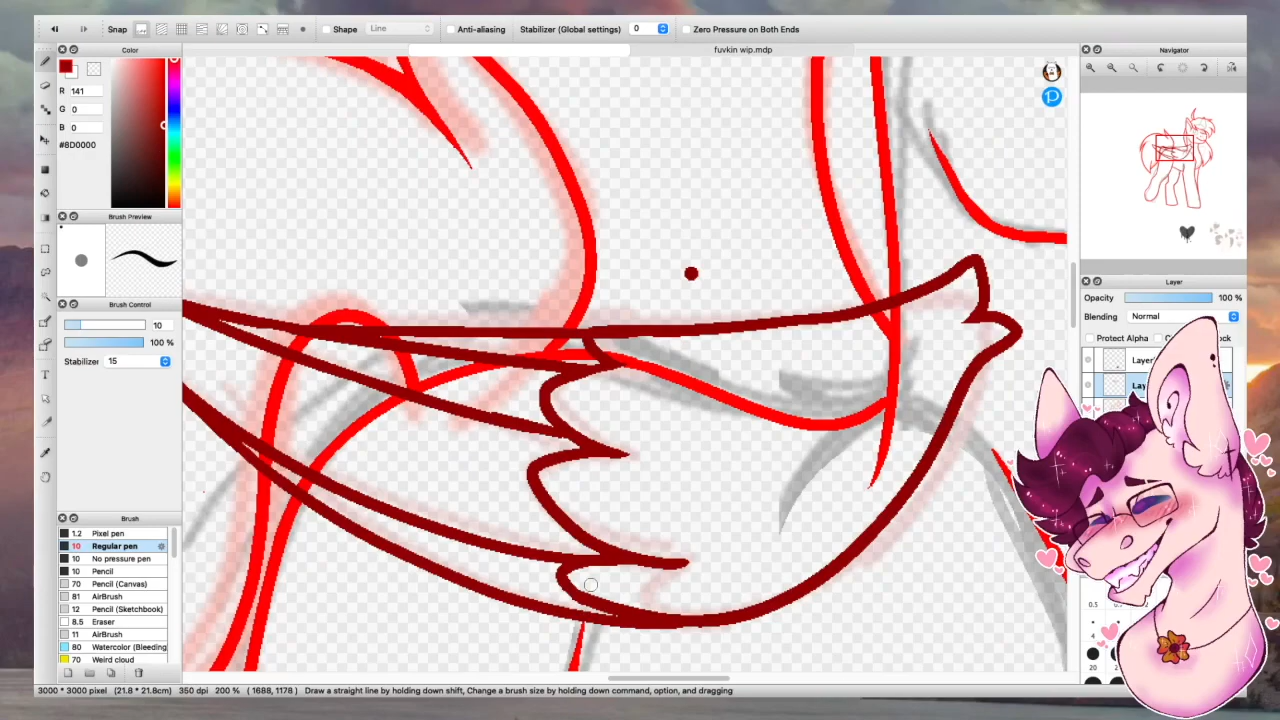 Snap
Shape
Line
Anti-aliasing
Stabilizer (Global settings)
0
Zero Pressure on Both Ends
Color
fuvkin wip.mdp
Navigator
R 141
G 0
B 0
#8D0000
Brush Preview
Brush Control
10
100 %
Stabilizer 15
Layer
Opacity 100 %
Blending Normal
Protect Alpha
ock
Brush
1.2 Pixel pen
10 Regular pen
10 No pressure pen
10 Pencil
70 Pencil (Canvas)
81 AirBrush
12 Pencil (Sketchbook)
8.5 Eraser
11 AirBrush
80 Watercolor (Bleeding
70 Weird cloud
0.5
4
20
3000 * 3000 pixel (21.8 * 21.8cm) 350 dpi 200 % ( 1688, 1178 ) Draw a straight line by holding down shift, Change a brush size by holding down command, option, and dragging